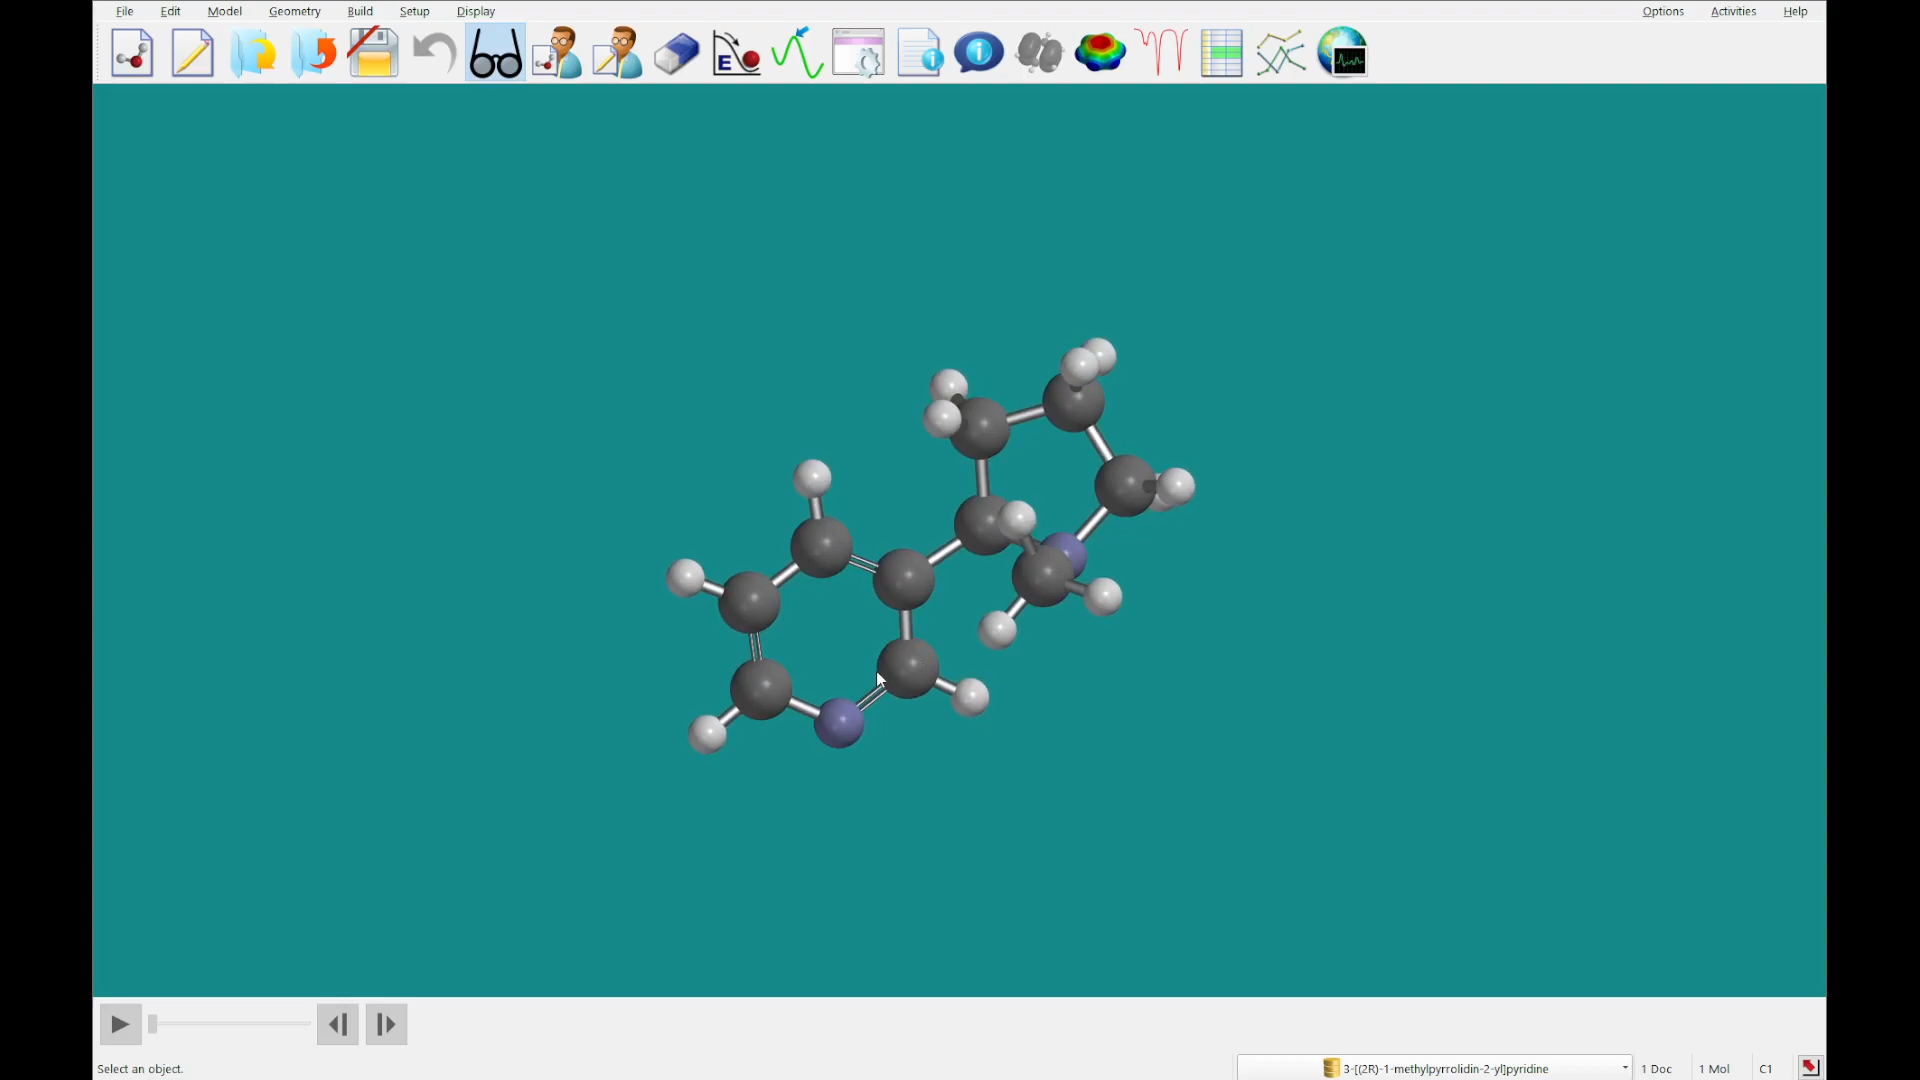 File Edit Model Geometry Build Setup Display Options Activities Help
E
Select an object.
3-[(2R)-1-methylpyrrolidin-2-yl]pyridine 1 Doc 1 Mol C1